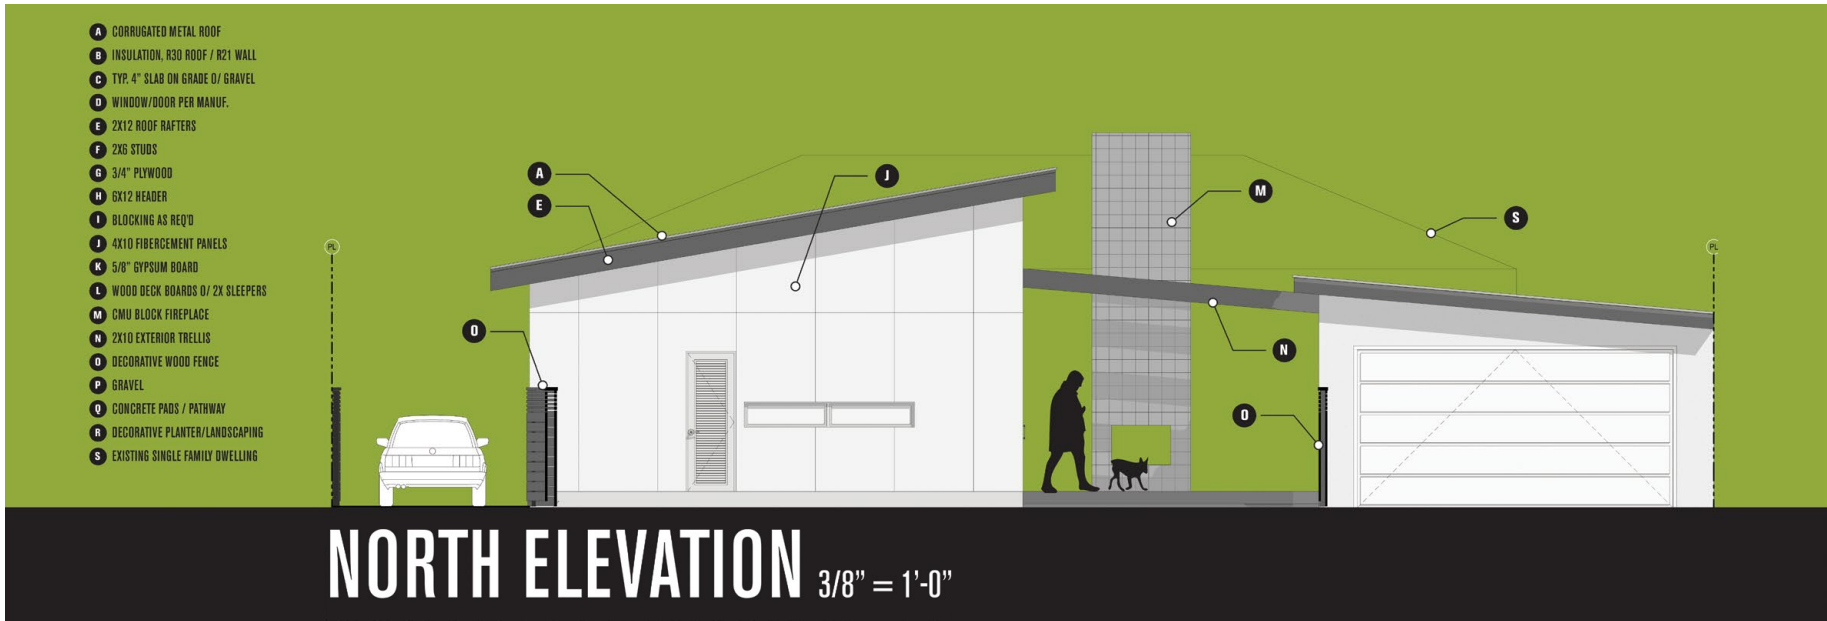 A CORRUGATED METAL ROOF
B INSULATION, R30 ROOF / R21 WALL
C TYP. 4" SLAB ON GRADE O/ GRAVEL
D WINDOW/DOOR PER MANUF.
E 2X12 ROOF RAFTERS
F 2X6 STUDS
G 3/4" PLYWOOD
H 6X12 HEADER
I BLOCKING AS REQ'D
J 4X10 FIBERCEMENT PANELS
K 5/8" GYPSUM BOARD
L WOOD DECK BOARDS O/ 2X SLEEPERS
M CMU BLOCK FIREPLACE
N 2X10 EXTERIOR TRELLIS
O DECORATIVE WOOD FENCE
P GRAVEL
Q CONCRETE PADS / PATHWAY
R DECORATIVE PLANTER/LANDSCAPING
S EXISTING SINGLE FAMILY DWELLING
A
J
E
M
S
PL
PL
O
N
O
NORTH ELEVATION 3/8" = 1'-0"